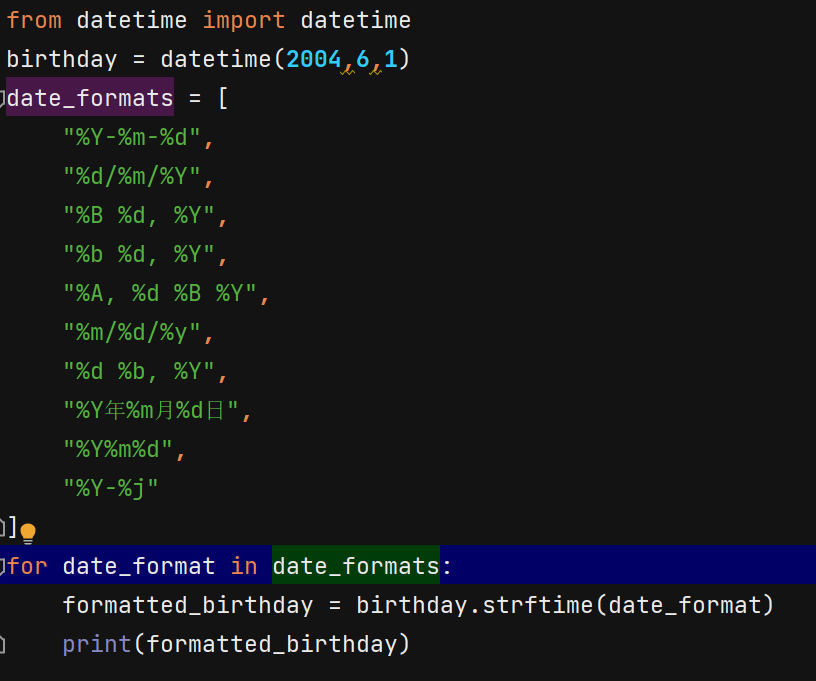 from datetime import datetime
birthday = datetime(2004,6,1)
date_formats = [
    "%Y-%m-%d",
    "%d/%m/%Y",
    "%B %d, %Y",
    "%b %d, %Y",
    "%A, %d %B %Y",
    "%m/%d/%y",
    "%d %b, %Y",
    "%Y年%m月%d日",
    "%Y%m%d",
    "%Y-%j"
]
for date_format in date_formats:
    formatted_birthday = birthday.strftime(date_format)
    print(formatted_birthday)